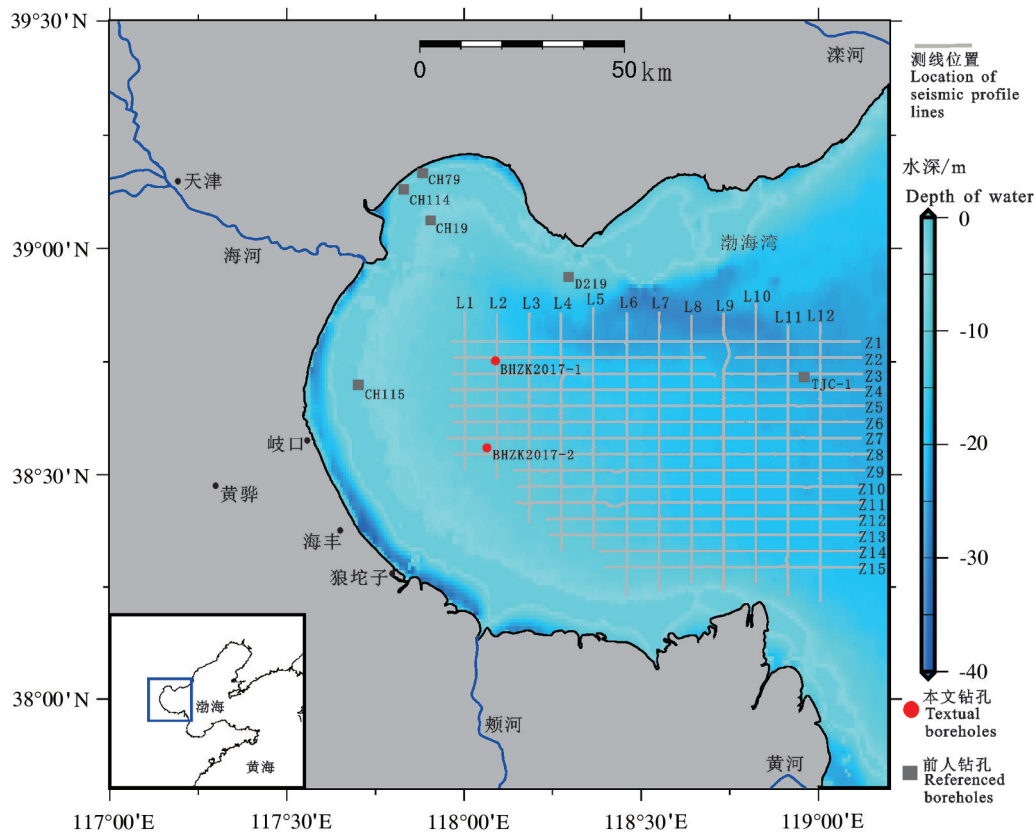 39°30'N
39°00'N
38°30'N
38°00'N
117°00'E
117°30'E
118°00'E
118°30'E
119°00'E
0
50
km
滦河
天津
海河
CH79
CH114
CH19
D219
渤海湾
L1
L2
L3
L4
L5
L6
L7
L8
L9
L10
L11
L12
Z1
Z2
Z3
Z4
Z5
Z6
Z7
Z8
Z9
Z10
Z11
Z12
Z13
Z14
Z15
BHZK2017-1
TJC-1
CH115
BHZK2017-2
岐口
黄骅
海丰
狼坨子
颊河
黄河
渤海
黄海
测线位置
Location of
seismic profile
lines
水深/m
Depth of water
0
-10
-20
-30
-40
本文钻孔
Textual
boreholes
前人钻孔
Referenced
boreholes